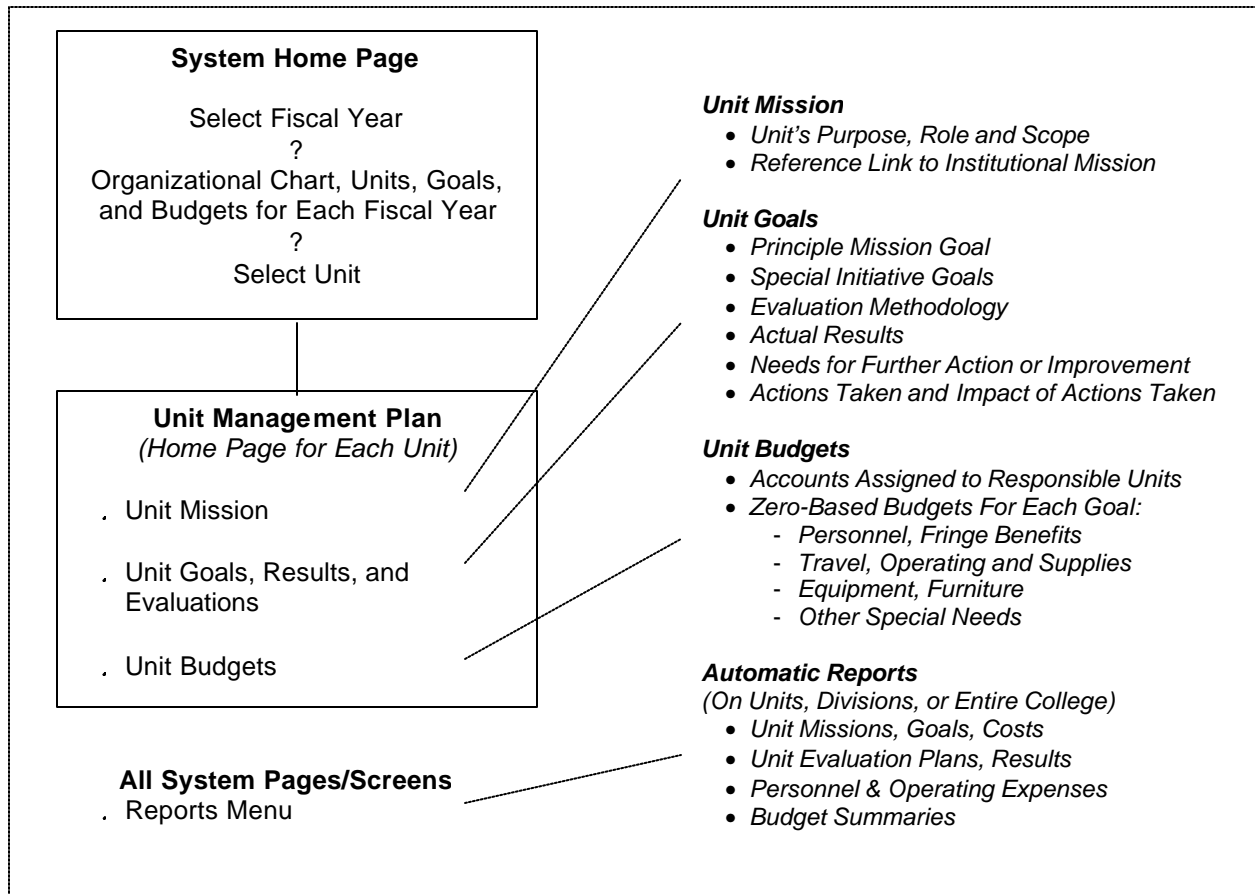 System Home Page
Select Fiscal Year
?
Organizational Chart, Units, Goals,
and Budgets for Each Fiscal Year
?
Select Unit
Unit Management Plan
(Home Page for Each Unit)
. Unit Mission
. Unit Goals, Results, and
Evaluations
. Unit Budgets
All System Pages/Screens
. Reports Menu
Unit Mission
• Unit’s Purpose, Role and Scope
• Reference Link to Institutional Mission
Unit Goals
• Principle Mission Goal
• Special Initiative Goals
• Evaluation Methodology
• Actual Results
• Needs for Further Action or Improvement
• Actions Taken and Impact of Actions Taken
Unit Budgets
• Accounts Assigned to Responsible Units
• Zero-Based Budgets For Each Goal:
- Personnel, Fringe Benefits
- Travel, Operating and Supplies
- Equipment, Furniture
- Other Special Needs
Automatic Reports
(On Units, Divisions, or Entire College)
• Unit Missions, Goals, Costs
• Unit Evaluation Plans, Results
• Personnel & Operating Expenses
• Budget Summaries